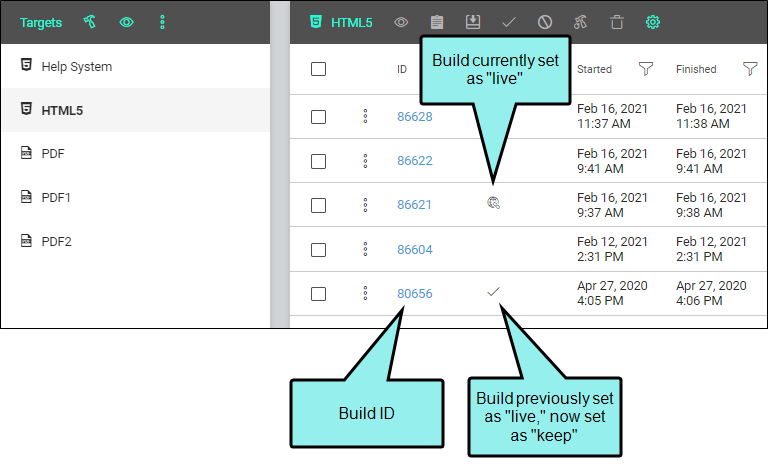 Targets
HTML5
Build currently set
as "live"
Help System
HTML5
PDF
PDF1
PDF2
ID
Started
Finished
86628
Feb 16, 2021
11:37 AM
Feb 16, 2021
11:38 AM
86622
Feb 16, 2021
9:41 AM
Feb 16, 2021
9:41 AM
86621
Feb 16, 2021
9:37 AM
Feb 16, 2021
9:38 AM
86604
Feb 12, 2021
2:31 PM
Feb 12, 2021
2:31 PM
80656
Apr 27, 2020
4:05 PM
Apr 27, 2020
4:06 PM
Build ID
Build previously set
as "live," now set
as "keep"